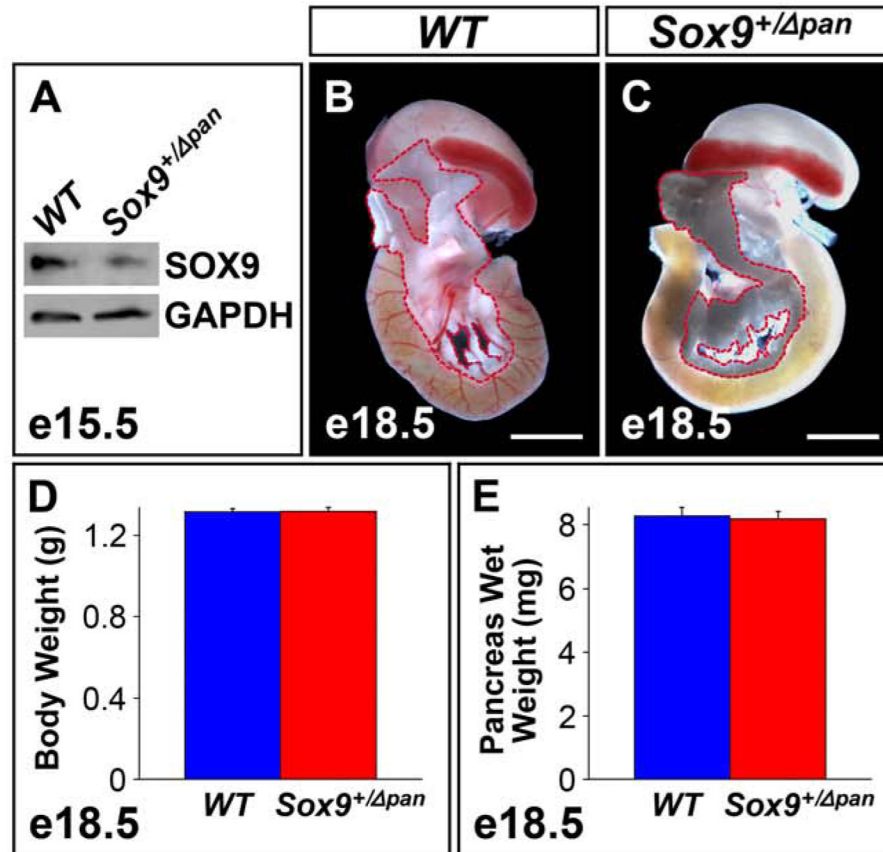 WT
Sox9+/Δpan
A
WT
Sox9+/Δpan
SOX9
GAPDH
e15.5
B
e18.5
C
e18.5
D
Body Weight (g)
1.2
0.8
0.4
0
WT
Sox9+/Δpan
e18.5
E
Pancreas Wet
Weight (mg)
8
6
4
2
0
WT
Sox9+/Δpan
e18.5